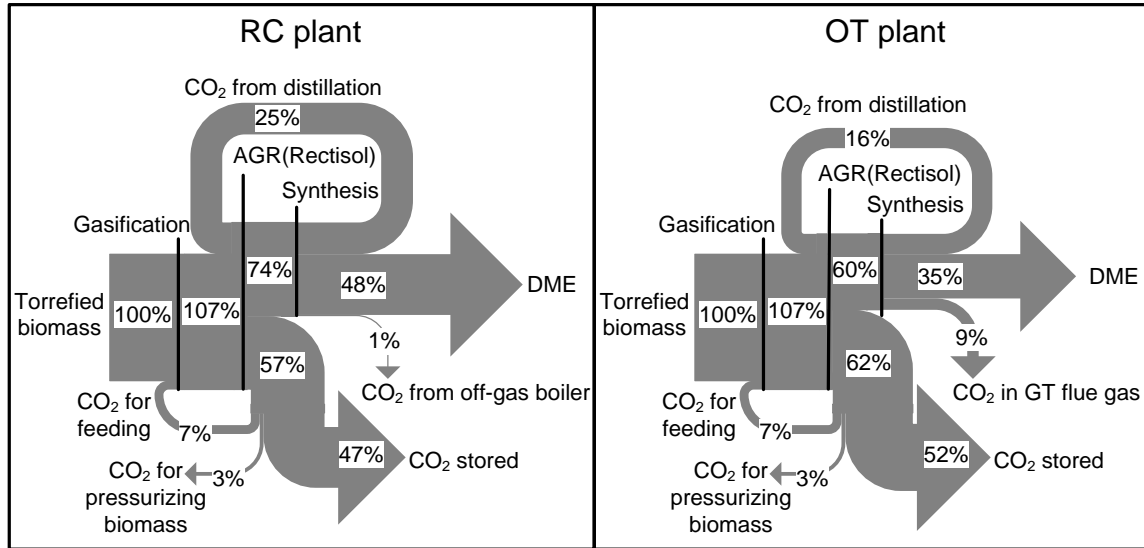 RC plant
CO₂ from distillation
25%
AGR(Rectisol)
Synthesis
Gasification
74%
48%
DME
Torrefied
biomass
100%
107%
1%
57%
CO₂ from off-gas boiler
CO₂ for
feeding
7%
47%
CO₂ stored
3%
CO₂ for
pressurizing
biomass
OT plant
CO₂ from distillation
16%
AGR(Rectisol)
Synthesis
Gasification
60%
35%
DME
Torrefied
biomass
100%
107%
9%
62%
CO₂ in GT flue gas
CO₂ for
feeding
7%
52%
CO₂ stored
3%
CO₂ for
pressurizing
biomass